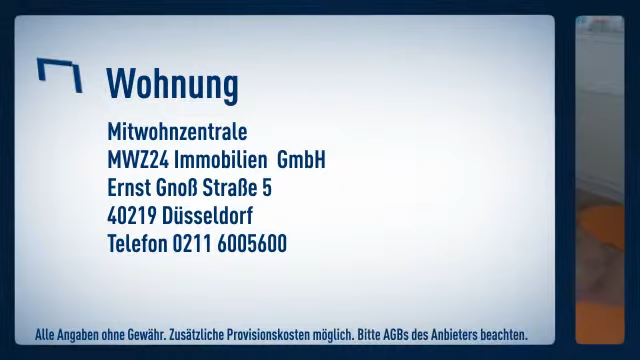 Wohnung
Mitwohnzentrale
MWZ24 Immobilien GmbH
Ernst Gnoß Straße 5
40219 Düsseldorf
Telefon 0211 6005600
Alle Angaben ohne Gewähr. Zusätzliche Provisionskosten möglich. Bitte AGBs des Anbieters beachten.